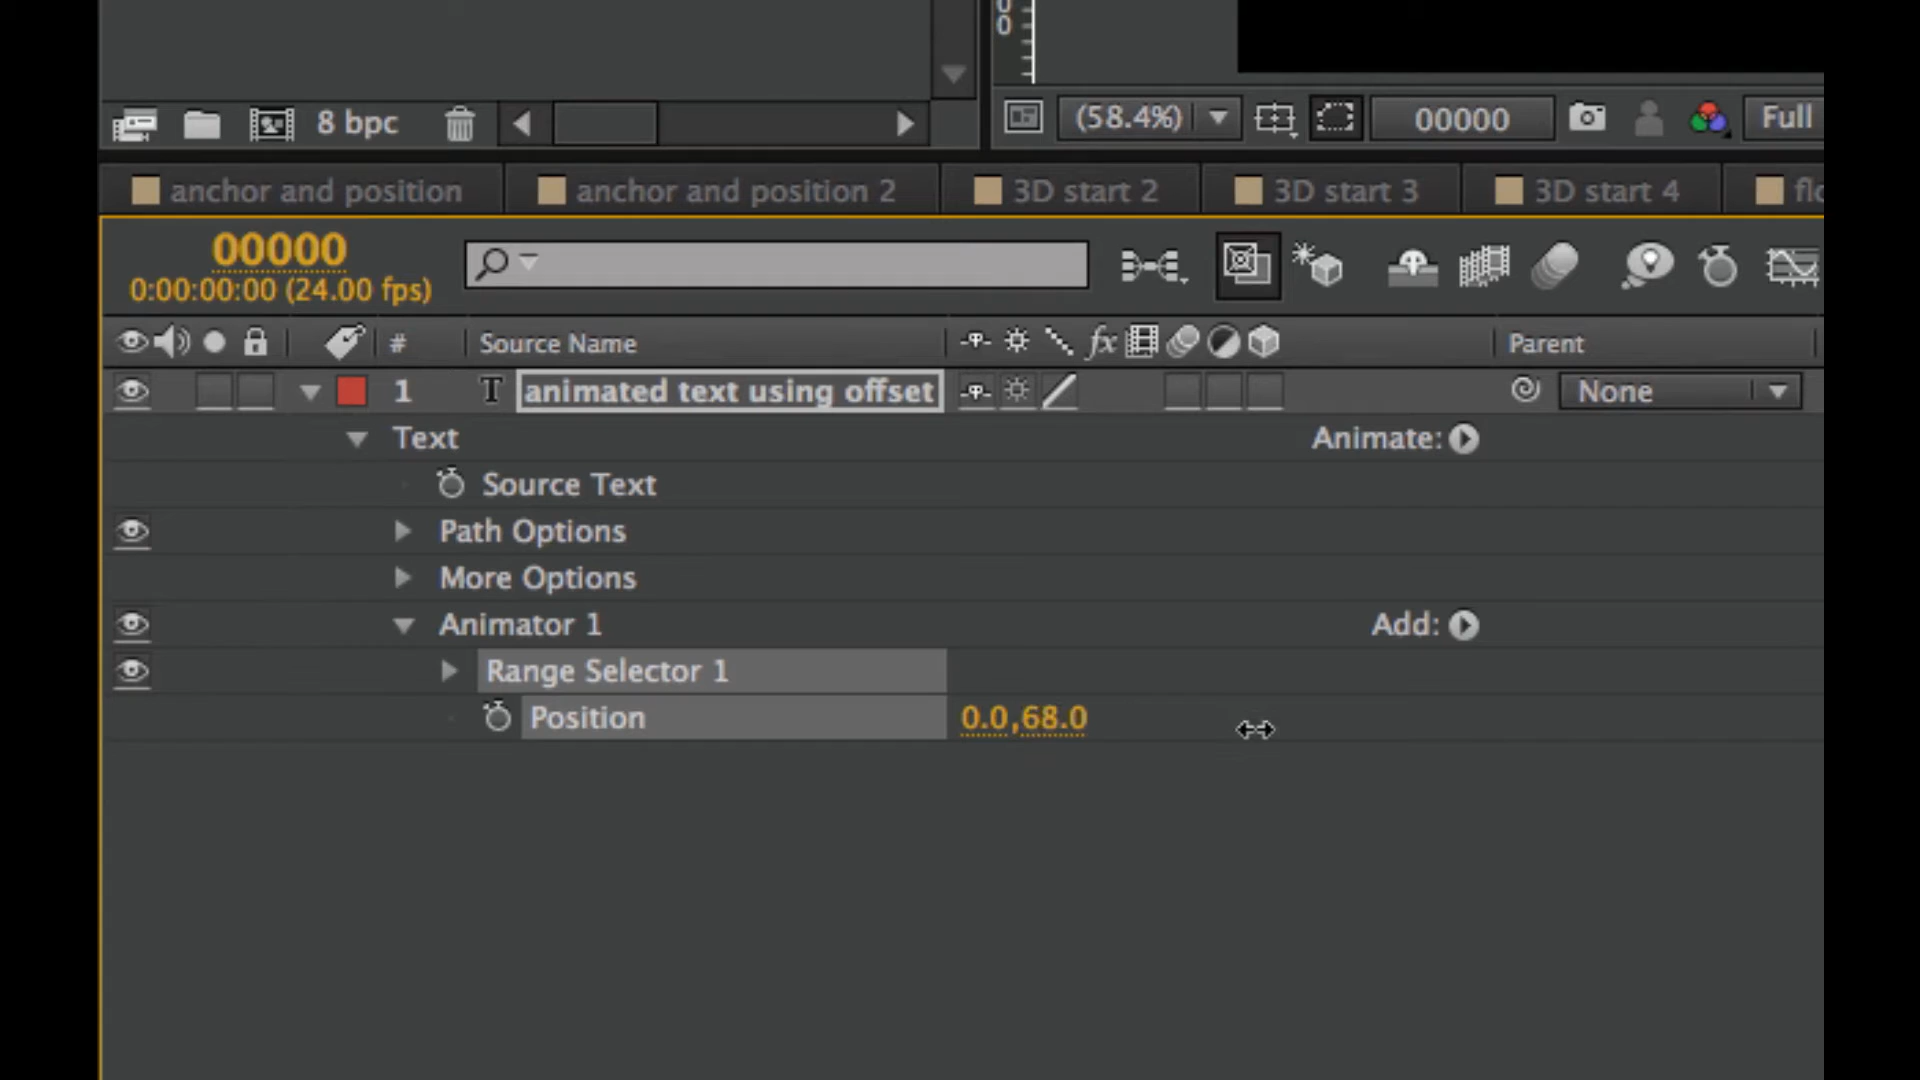 0
0
8 bpc
(58.4%)
00000
Full
anchor and position
anchor and position 2
3D start 2
3D start 3
3D start 4
00000
0:00:00:00 (24.00 fps)
#
Source Name
fx
Parent
1
T
animated text using offset
None
Text
Animate:
Source Text
Path Options
More Options
Animator 1
Add:
Range Selector 1
Position
0.0,68.0